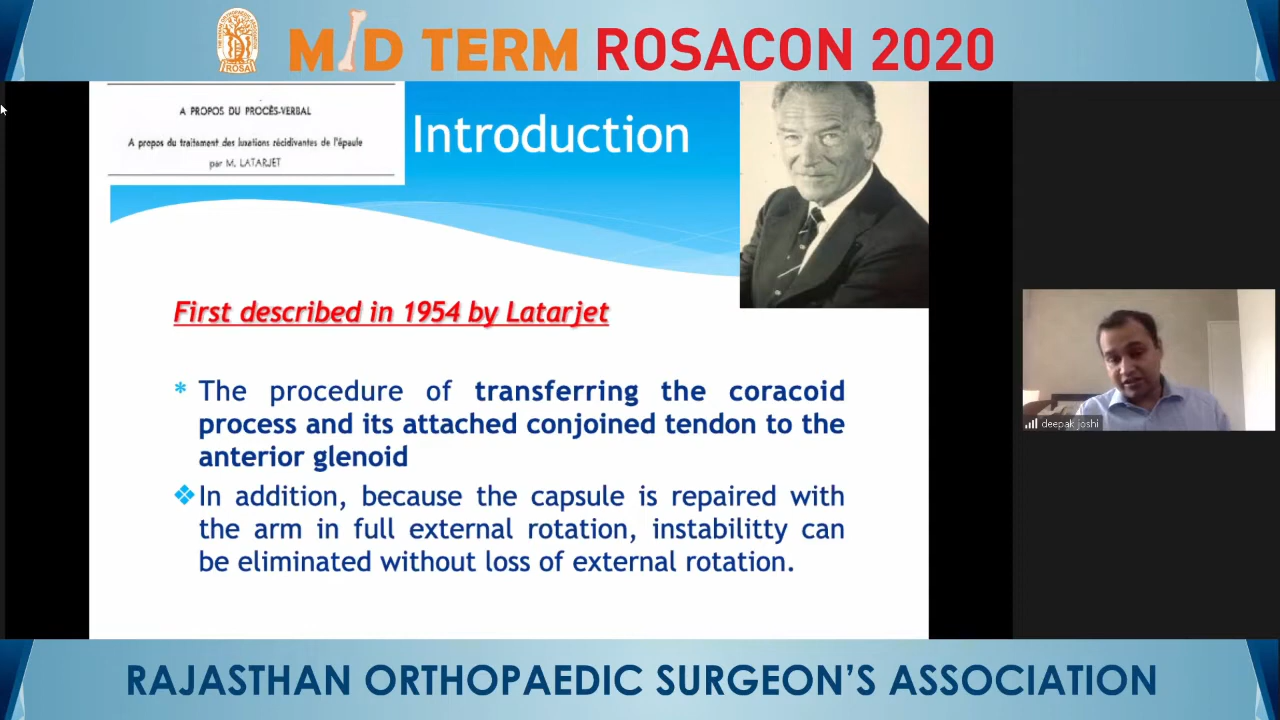 MID TERM ROSACON 2020
ROSA
A PROPOS DU PROCÈS-VERBAL
A propos du traitement des luxations récidivantes de l'épaule
par M. LATARJET
Introduction
First described in 1954 by Latarjet
* The procedure of transferring the coracoid
process and its attached conjoined tendon to the
anterior glenoid
❖In addition, because the capsule is repaired with
the arm in full external rotation, instabilitty can
be eliminated without loss of external rotation.
deepak joshi
RAJASTHAN ORTHOPAEDIC SURGEON'S ASSOCIATION